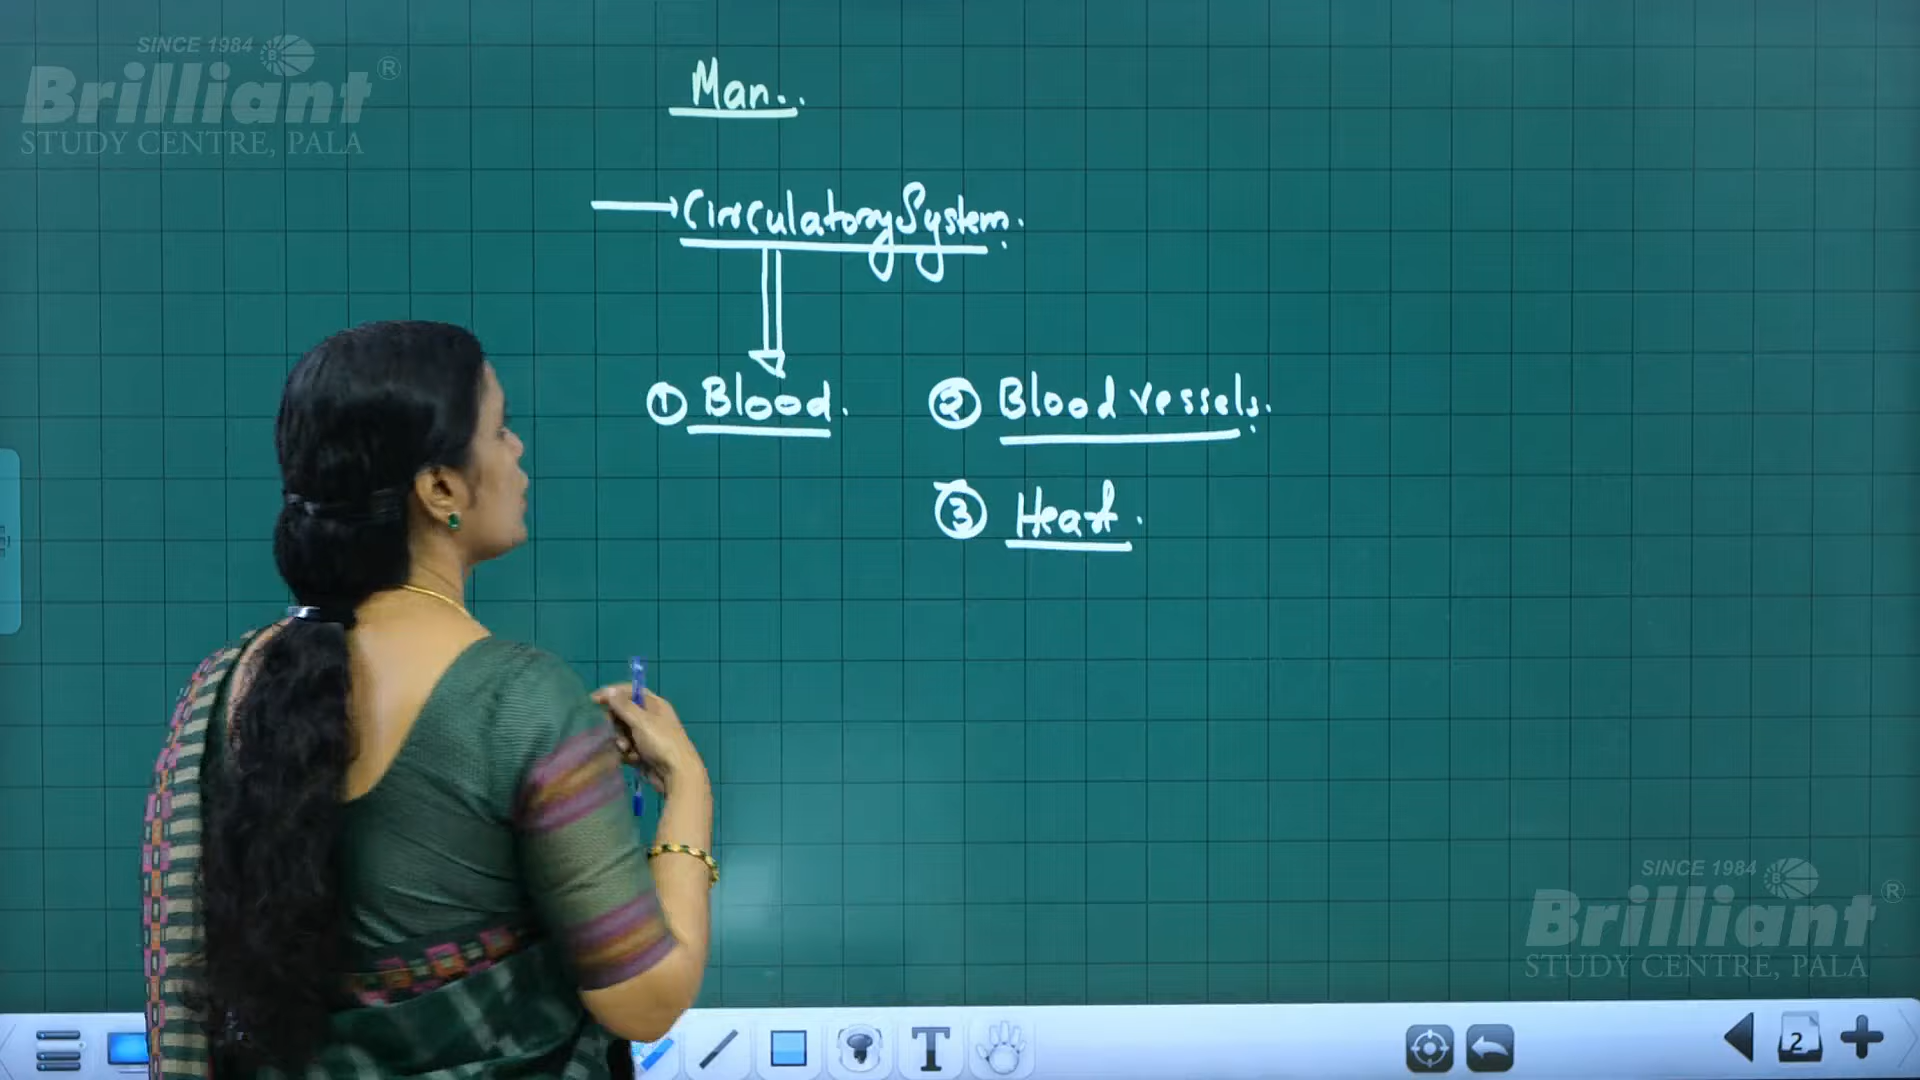 SINCE 1984
Brilliant ®
STUDY CENTRE, PALA
Man..
→ Circulatory System.
① Blood. ② Blood vessels.
③ Heart.
SINCE 1984
Brilliant ®
STUDY CENTRE, PALA
T
2